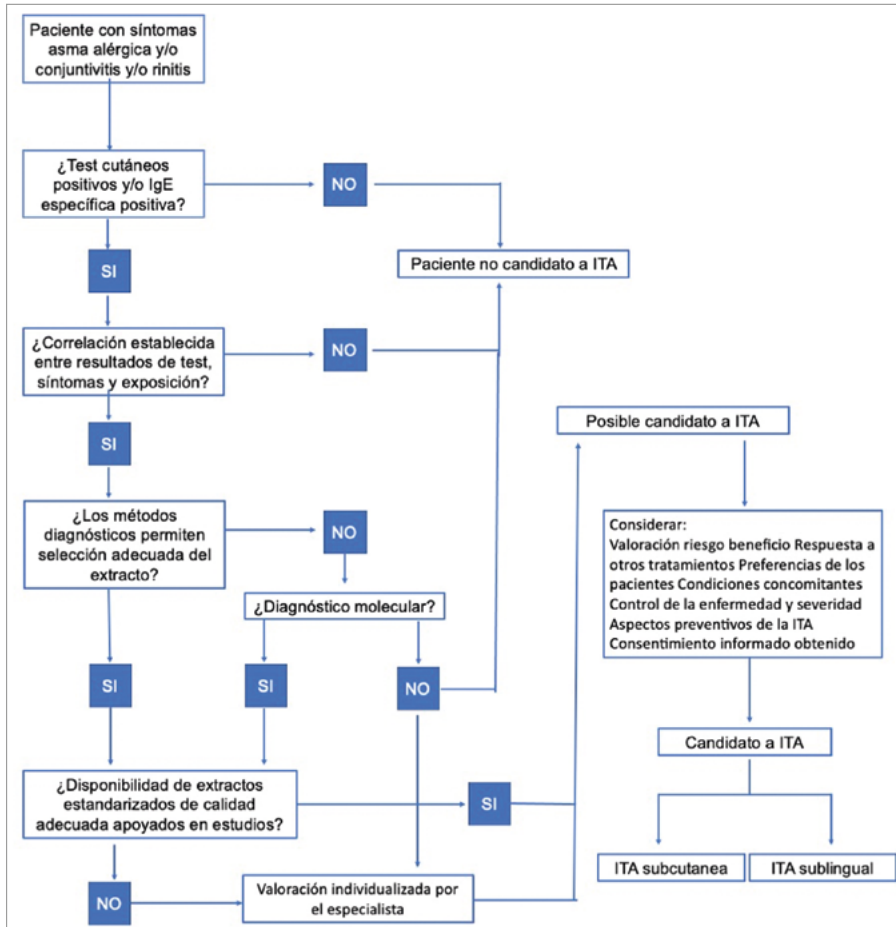 Paciente con síntomas
asma alérgica y/o
conjuntivitis y/o rinitis
¿Test cutáneos
positivos y/o IgE
específica positiva?
NO
SI
Paciente no candidato a ITA
¿Correlación establecida
entre resultados de test,
síntomas y exposición?
NO
SI
¿Los métodos
diagnósticos permiten
selección adecuada del
extracto?
NO
¿Diagnóstico molecular?
SI
SI
NO
¿Disponibilidad de extractos
estandarizados de calidad
adecuada apoyados en estudios?
SI
NO
Valoración individualizada por
el especialista
Posible candidato a ITA
Considerar:
Valoración riesgo beneficio Respuesta a
otros tratamientos Preferencias de los
pacientes Condiciones concomitantes
Control de la enfermedad y severidad
Aspectos preventivos de la ITA
Consentimiento informado obtenido
Candidato a ITA
ITA subcutanea
ITA sublingual